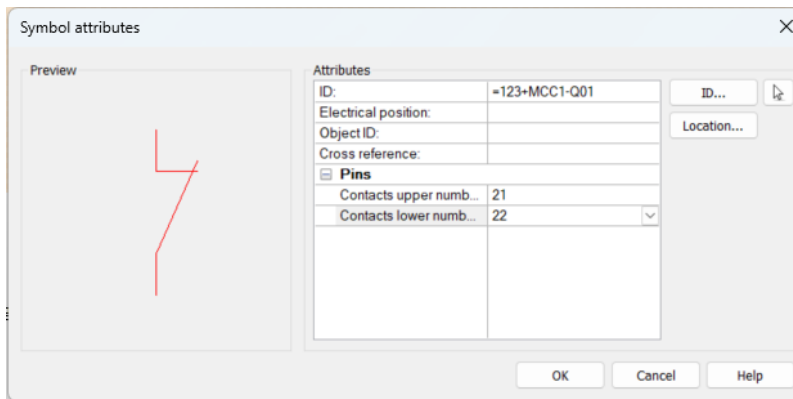 Symbol attributes
Preview
Attributes
ID: =123+MCC1-Q01
ID...
Electrical position:
Location...
Object ID:
Cross reference:
Pins
Contacts upper numb... 21
Contacts lower numb... 22
OK Cancel Help